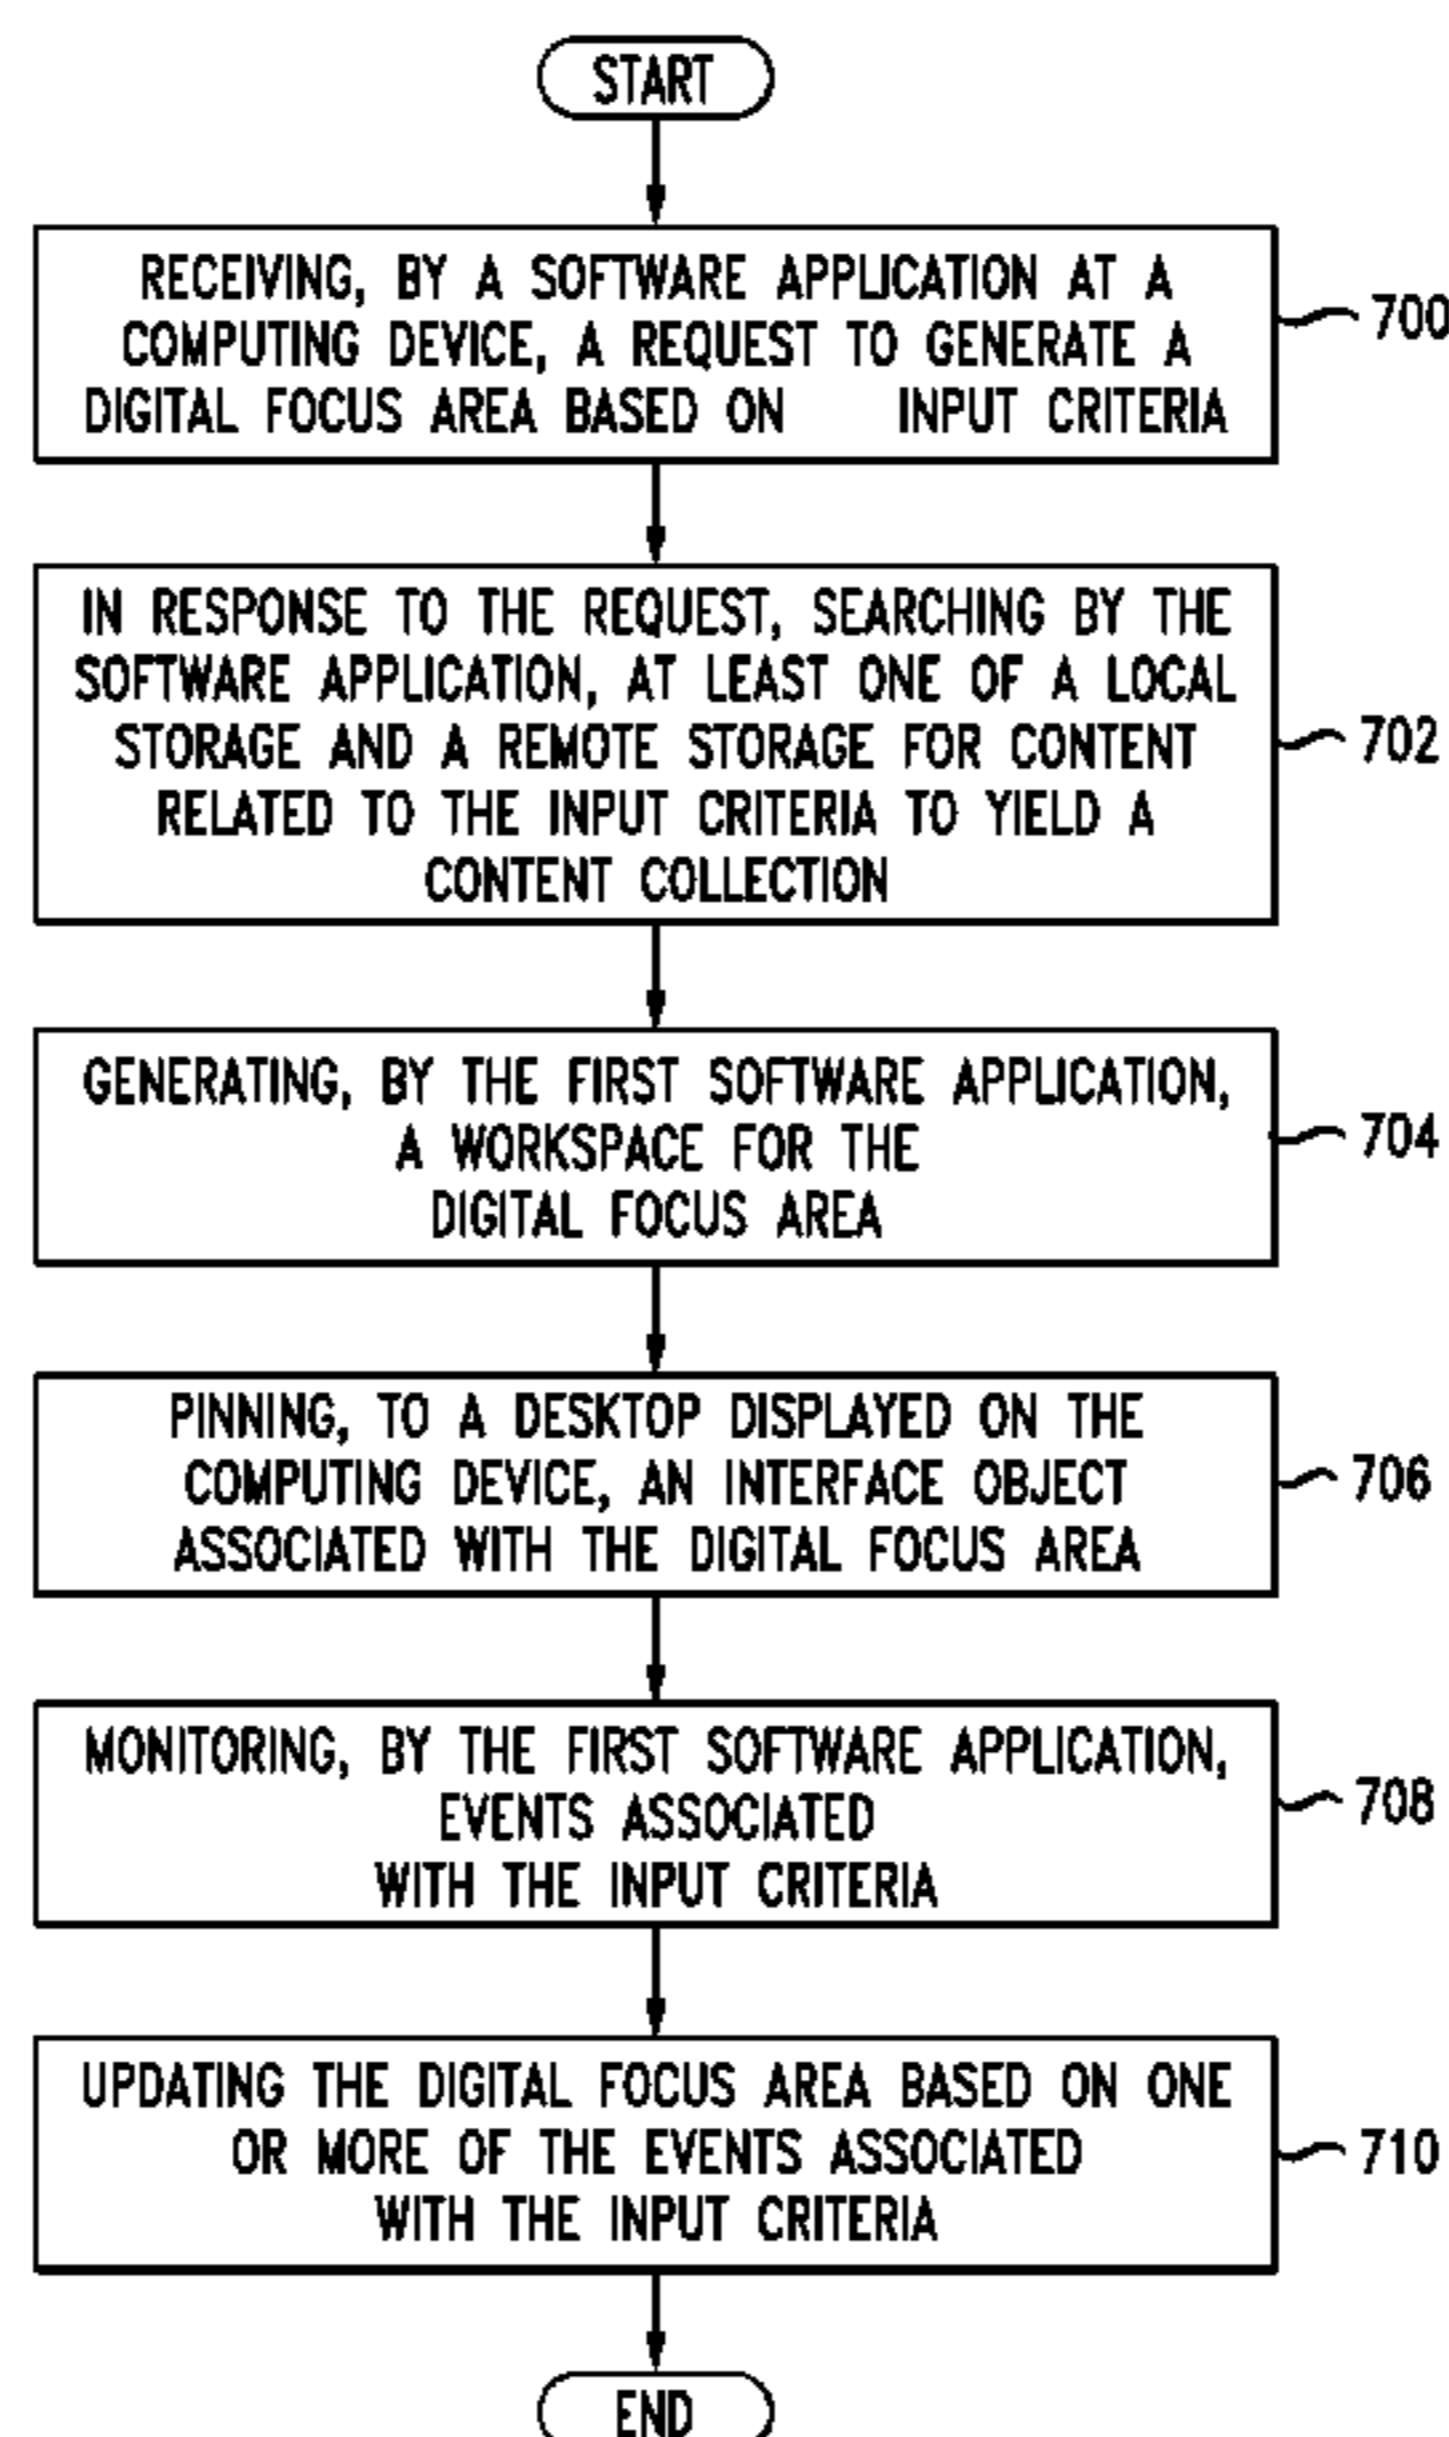 START
RECEIVING, BY A SOFTWARE APPLICATION AT A
COMPUTING DEVICE, A REQUEST TO GENERATE A
DIGITAL FOCUS AREA BASED ON INPUT CRITERIA
700
IN RESPONSE TO THE REQUEST, SEARCHING BY THE
SOFTWARE APPLICATION, AT LEAST ONE OF A LOCAL
STORAGE AND A REMOTE STORAGE FOR CONTENT
RELATED TO THE INPUT CRITERIA TO YIELD A
CONTENT COLLECTION
702
GENERATING, BY THE FIRST SOFTWARE APPLICATION,
A WORKSPACE FOR THE
DIGITAL FOCUS AREA
704
PINNING, TO A DESKTOP DISPLAYED ON THE
COMPUTING DEVICE, AN INTERFACE OBJECT
ASSOCIATED WITH THE DIGITAL FOCUS AREA
706
MONITORING, BY THE FIRST SOFTWARE APPLICATION,
EVENTS ASSOCIATED
WITH THE INPUT CRITERIA
708
UPDATING THE DIGITAL FOCUS AREA BASED ON ONE
OR MORE OF THE EVENTS ASSOCIATED
WITH THE INPUT CRITERIA
710
END